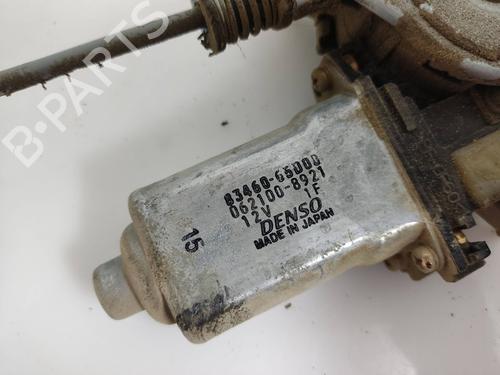 83460-65D00
062100-8921
12V 1F
DENSO
MADE IN JAPAN
15
B-PARTS